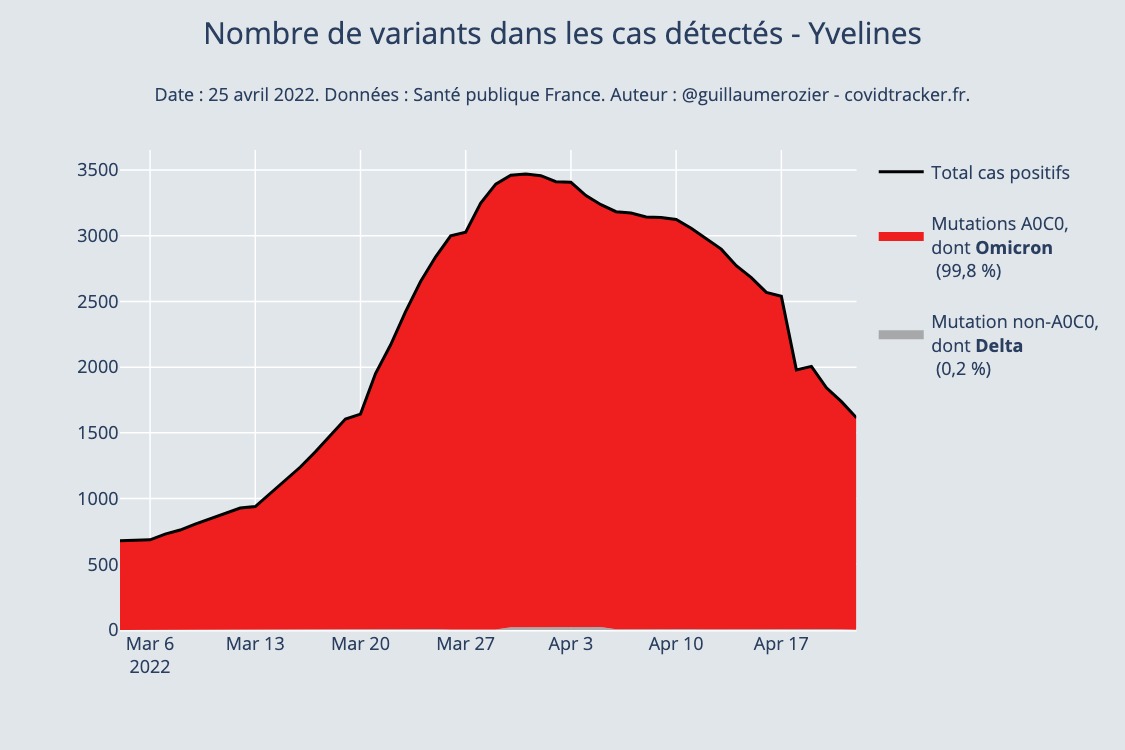 Nombre de variants dans les cas détectés - Yvelines
Date : 25 avril 2022. Données : Santé publique France. Auteur : @guillaumerozier - covidtracker.fr.
3500
3000
2500
2000
1500
1000
500
0
Mar 6
2022
Mar 13
Mar 20
Mar 27
Apr 3
Apr 10
Apr 17
Total cas positifs
Mutations A0C0,
dont Omicron
(99,8 %)
Mutation non-A0C0,
dont Delta
(0,2 %)